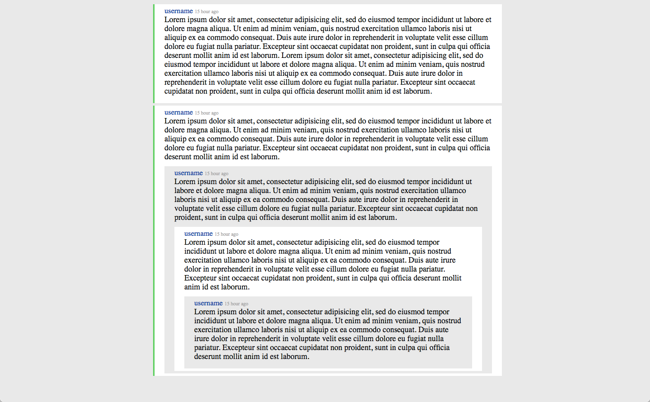 username 15 hour ago
Lorem ipsum dolor sit amet, consectetur adipisicing elit, sed do eiusmod tempor incididunt ut labore et
dolore magna aliqua. Ut enim ad minim veniam, quis nostrud exercitation ullamco laboris nisi ut
aliquip ex ea commodo consequat. Duis aute irure dolor in reprehenderit in voluptate velit esse cillum
dolore eu fugiat nulla pariatur. Excepteur sint occaecat cupidatat non proident, sunt in culpa qui officia
deserunt mollit anim id est laborum. Lorem ipsum dolor sit amet, consectetur adipisicing elit, sed do
eiusmod tempor incididunt ut labore et dolore magna aliqua. Ut enim ad minim veniam, quis nostrud
exercitation ullamco laboris nisi ut aliquip ex ea commodo consequat. Duis aute irure dolor in
reprehenderit in voluptate velit esse cillum dolore eu fugiat nulla pariatur. Excepteur sint occaecat
cupidatat non proident, sunt in culpa qui officia deserunt mollit anim id est laborum.
username 15 hour ago
Lorem ipsum dolor sit amet, consectetur adipisicing elit, sed do eiusmod tempor incididunt ut labore et
dolore magna aliqua. Ut enim ad minim veniam, quis nostrud exercitation ullamco laboris nisi ut
aliquip ex ea commodo consequat. Duis aute irure dolor in reprehenderit in voluptate velit esse cillum
dolore eu fugiat nulla pariatur. Excepteur sint occaecat cupidatat non proident, sunt in culpa qui officia
deserunt mollit anim id est laborum.
username 15 hour ago
Lorem ipsum dolor sit amet, consectetur adipisicing elit, sed do eiusmod tempor incididunt ut
labore et dolore magna aliqua. Ut enim ad minim veniam, quis nostrud exercitation ullamco
laboris nisi ut aliquip ex ea commodo consequat. Duis aute irure dolor in reprehenderit in
voluptate velit esse cillum dolore eu fugiat nulla pariatur. Excepteur sint occaecat cupidatat non
proident, sunt in culpa qui officia deserunt mollit anim id est laborum.
username 15 hour ago
Lorem ipsum dolor sit amet, consectetur adipisicing elit, sed do eiusmod tempor
incididunt ut labore et dolore magna aliqua. Ut enim ad minim veniam, quis nostrud
exercitation ullamco laboris nisi ut aliquip ex ea commodo consequat. Duis aute irure
dolor in reprehenderit in voluptate velit esse cillum dolore eu fugiat nulla pariatur.
Excepteur sint occaecat cupidatat non proident, sunt in culpa qui officia deserunt mollit
anim id est laborum.
username 15 hour ago
Lorem ipsum dolor sit amet, consectetur adipisicing elit, sed do eiusmod tempor
incididunt ut labore et dolore magna aliqua. Ut enim ad minim veniam, quis nostrud
exercitation ullamco laboris nisi ut aliquip ex ea commodo consequat. Duis aute
irure dolor in reprehenderit in voluptate velit esse cillum dolore eu fugiat nulla
pariatur. Excepteur sint occaecat cupidatat non proident, sunt in culpa qui officia
deserunt mollit anim id est laborum.